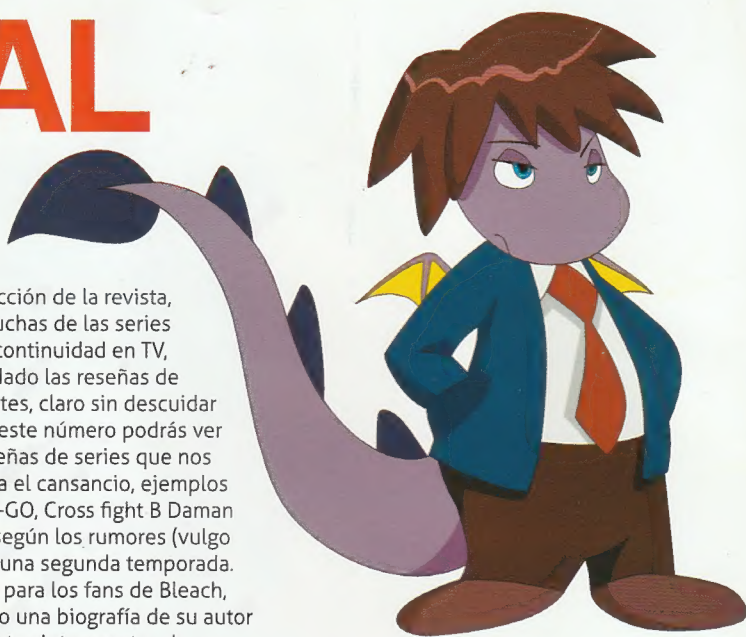 AL
cción de la revista,
uchas de las series
continuidad en TV,
dado las reseñas de
tes, claro sin descuidar
este número podrás ver
eñas de series que nos
a el cansancio, ejemplos
-GO, Cross fight B Daman
según los rumores (vulgo
una segunda temporada.
para los fans de Bleach,
o una biografía de su autor